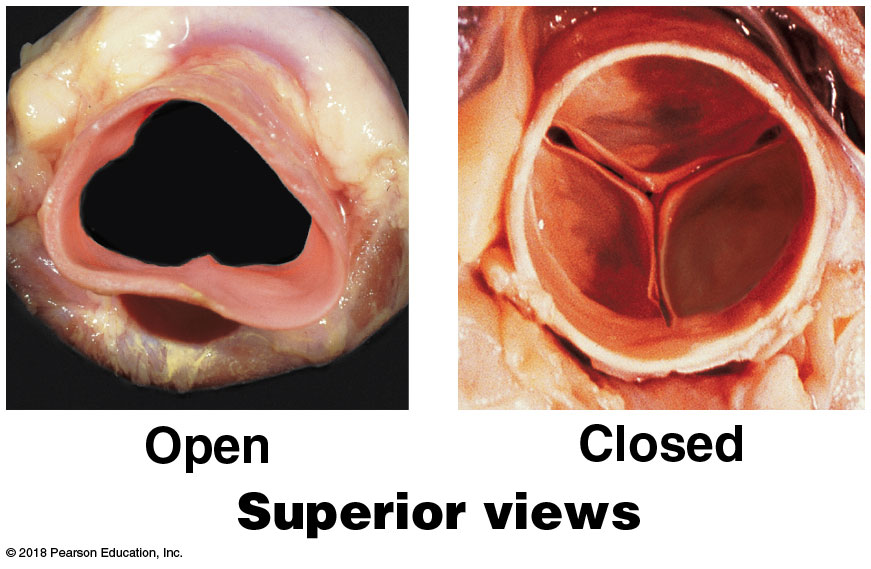 Open
Closed
Superior views
© 2018 Pearson Education, Inc.